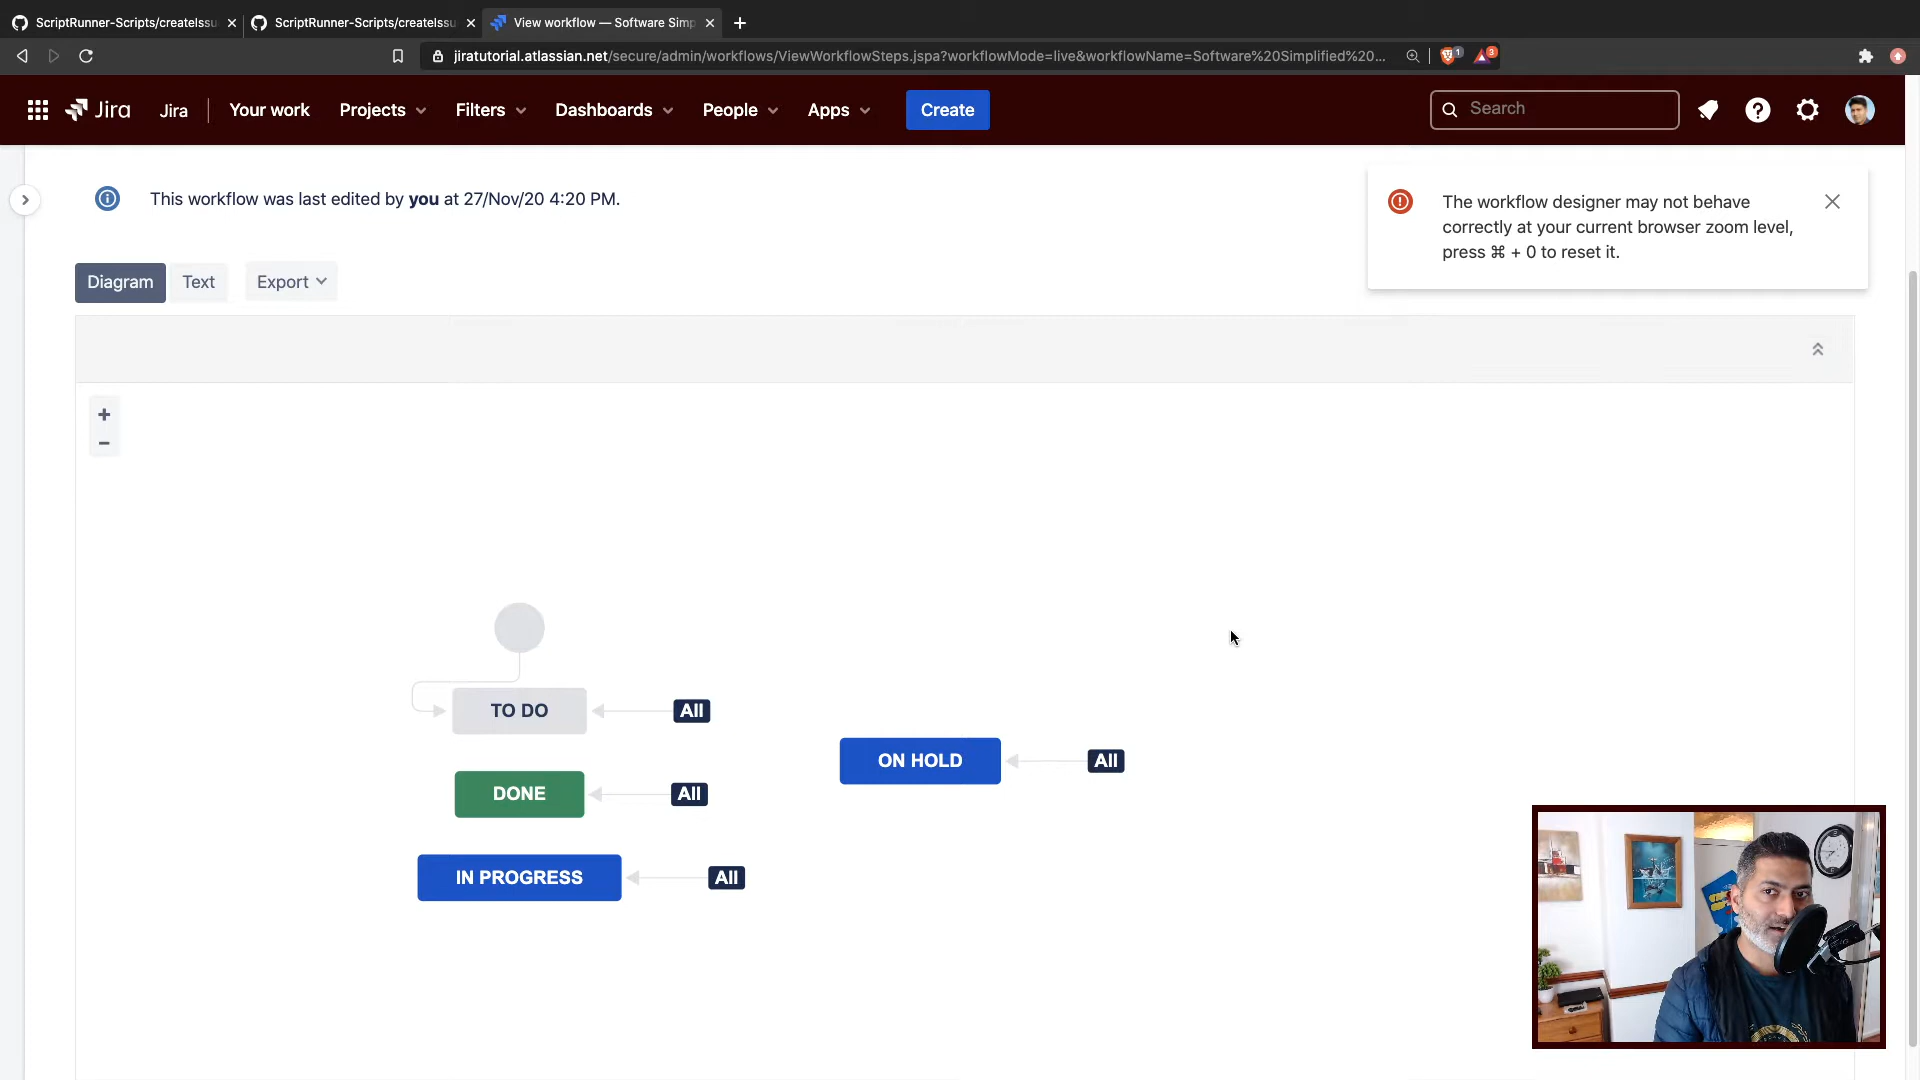 ScriptRunner-Scripts/createIssu
ScriptRunner-Scripts/createIssu
View workflow — Software Simp
jiratutorial.atlassian.net/secure/admin/workflows/ViewWorkflowSteps.jspa?workflowMode=live&workflowName=Software%20Simplified%20...
1
3
Jira
Jira
Your work
Projects
Filters
Dashboards
People
Apps
Create
Search
This workflow was last edited by you at 27/Nov/20 4:20 PM.
The workflow designer may not behave
correctly at your current browser zoom level,
press ⌘ + 0 to reset it.
Diagram
Text
Export
TO DO
All
ON HOLD
All
DONE
All
IN PROGRESS
All